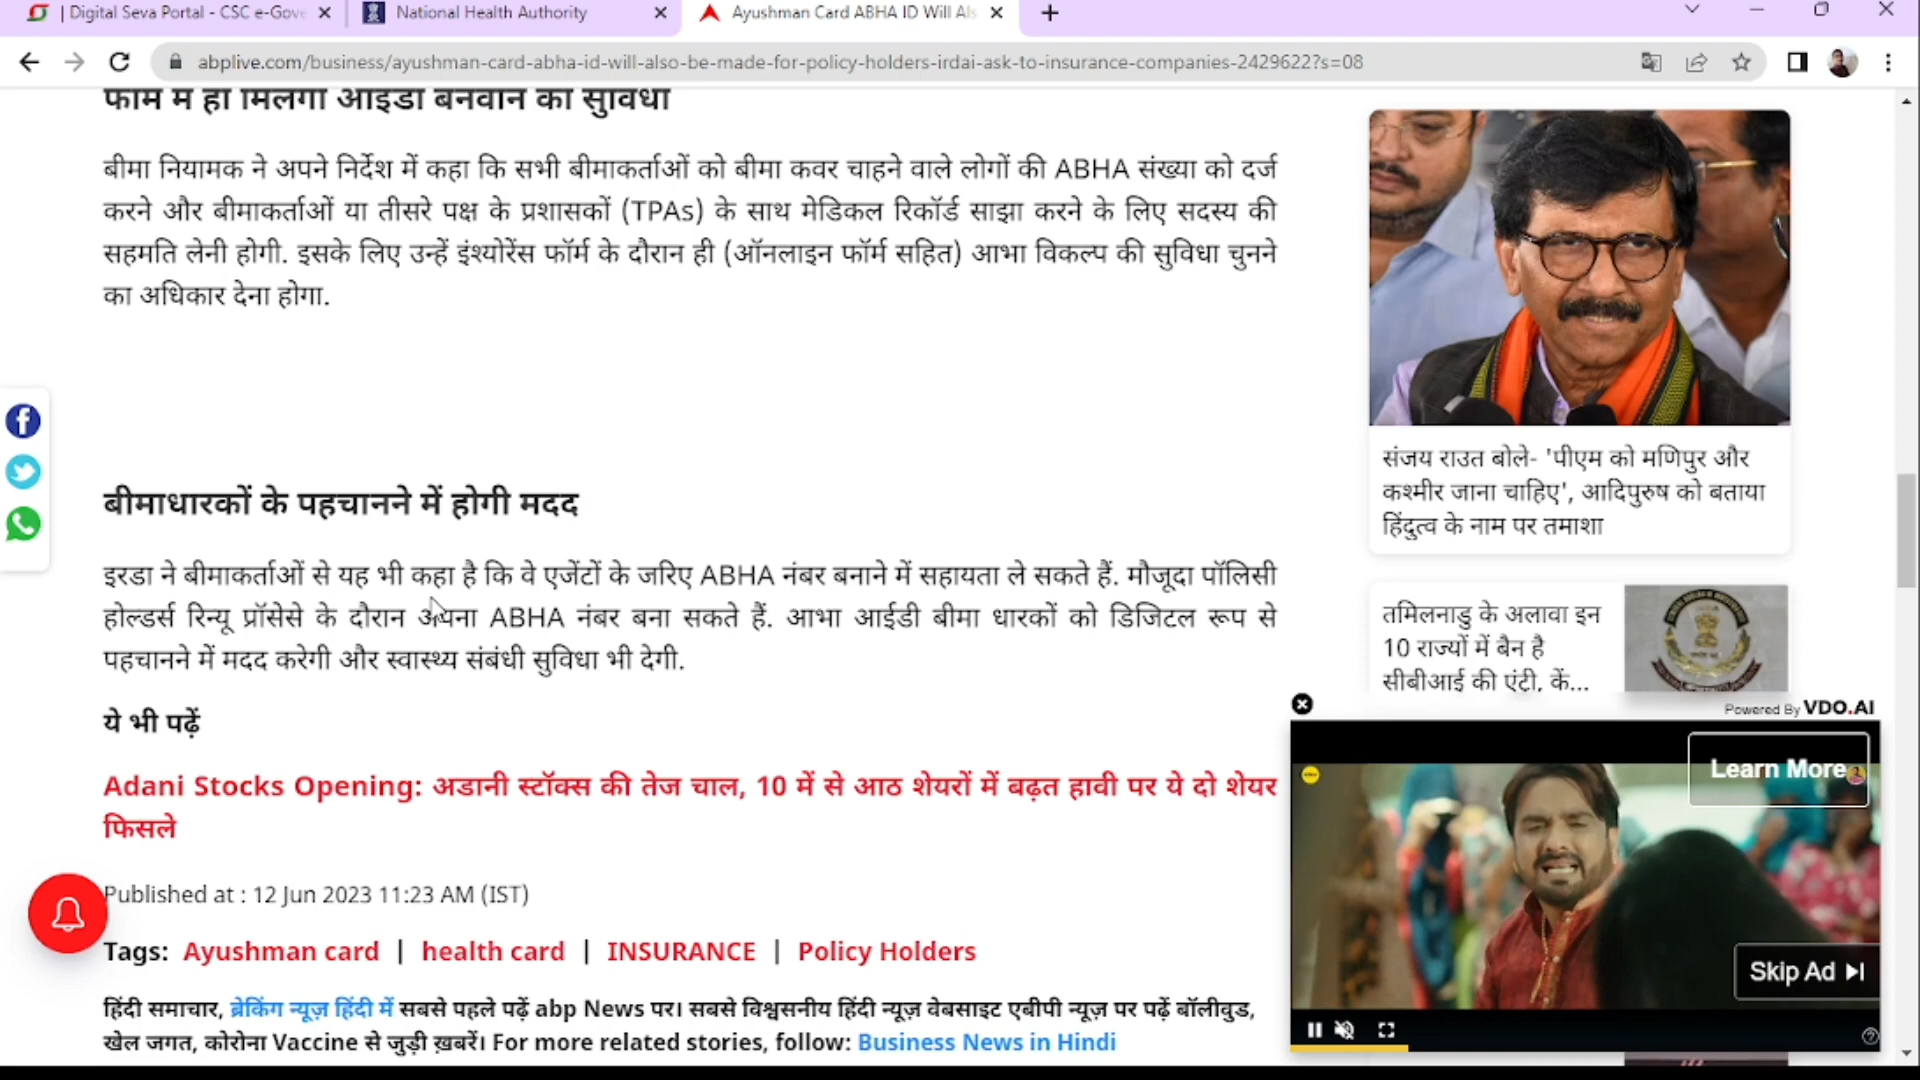 | Digital Seva Portal - CSC e-Gove
National Health Authority
Ayushman Card ABHA ID Will Als
abplive.com/business/ayushman-card-abha-id-will-also-be-made-for-policy-holders-irdai-ask-to-insurance-companies-2429622?s=08
फॉर्म में ही मिलेगी आईडी बनवाने की सुविधा
बीमा नियामक ने अपने निर्देश में कहा कि सभी बीमाकर्ताओं को बीमा कवर चाहने वाले लोगों की ABHA संख्या को दर्ज
करने और बीमाकर्ताओं या तीसरे पक्ष के प्रशासकों (TPAs) के साथ मेडिकल रिकॉर्ड साझा करने के लिए सदस्य की
सहमति लेनी होगी. इसके लिए उन्हें इंश्योरेंस फॉर्म के दौरान ही (ऑनलाइन फॉर्म सहित) आभा विकल्प की सुविधा चुनने
का अधिकार देना होगा.
बीमाधारकों के पहचानने में होगी मदद
इरडा ने बीमाकर्ताओं से यह भी कहा है कि वे एजेंटों के जरिए ABHA नंबर बनाने में सहायता ले सकते हैं. मौजूदा पॉलिसी
होल्डर्स रिन्यू प्रॉसेसे के दौरान अपना ABHA नंबर बना सकते हैं. आभा आईडी बीमा धारकों को डिजिटल रूप से
पहचानने में मदद करेगी और स्वास्थ्य संबंधी सुविधा भी देगी.
ये भी पढ़ें
Adani Stocks Opening: अडानी स्टॉक्स की तेज चाल, 10 में से आठ शेयरों में बढ़त हावी पर ये दो शेयर
फिसले
Published at : 12 Jun 2023 11:23 AM (IST)
Tags: Ayushman card | health card | INSURANCE | Policy Holders
हिंदी समाचार, ब्रेकिंग न्यूज़ हिंदी में सबसे पहले पढ़ें abp News पर। सबसे विश्वसनीय हिंदी न्यूज़ वेबसाइट एबीपी न्यूज़ पर पढ़ें बॉलीवुड,
खेल जगत, कोरोना Vaccine से जुड़ी ख़बरें। For more related stories, follow: Business News in Hindi
संजय राउत बोले- 'पीएम को मणिपुर और
कश्मीर जाना चाहिए', आदिपुरुष को बताया
हिंदुत्व के नाम पर तमाशा
तमिलनाडु के अलावा इन
10 राज्यों में बैन है
सीबीआई की एंट्री, कें...
Powered By VDO.AI
Learn More
Skip Ad